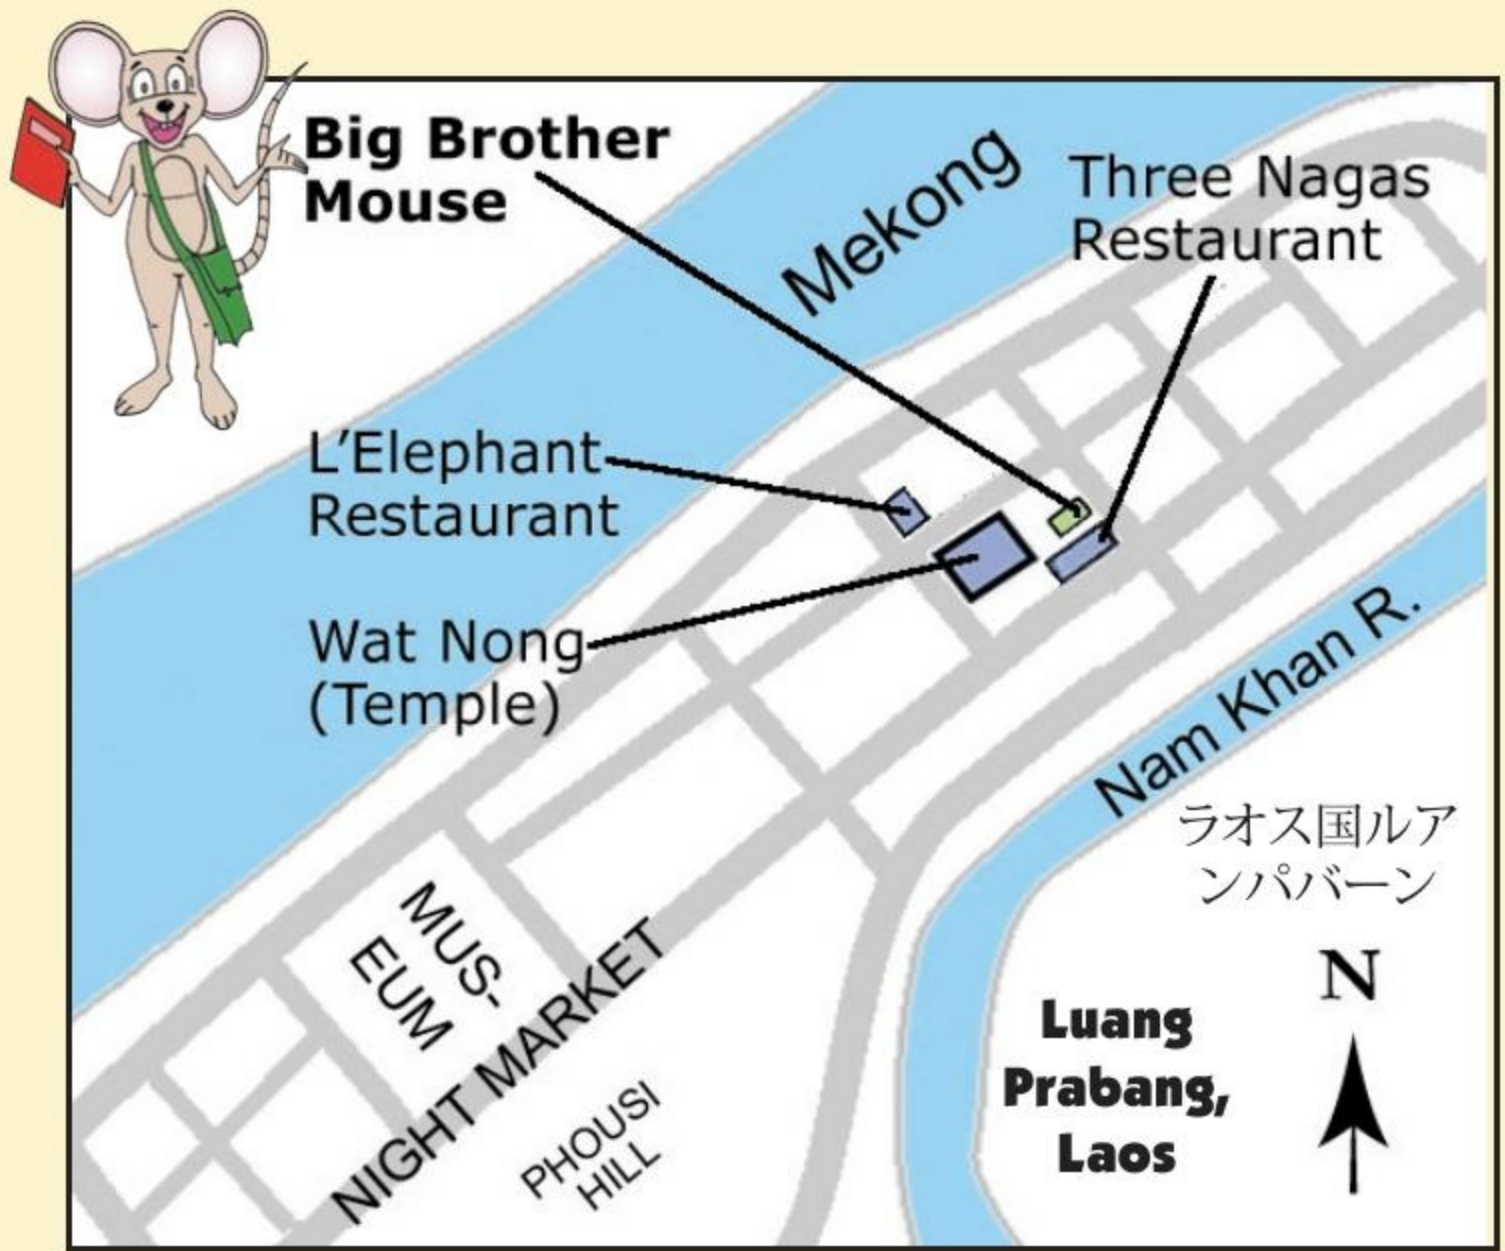 Big Brother
Mouse
Mekong
Three Nagas
Restaurant
L'Elephant
Restaurant
Wat Nong
(Temple)
Nam Khan R.
ラオス国ルア
ンパバーン
MUS-
EUM
NIGHT MARKET
PHOUSI
HILL
Luang
Prabang,
Laos
N